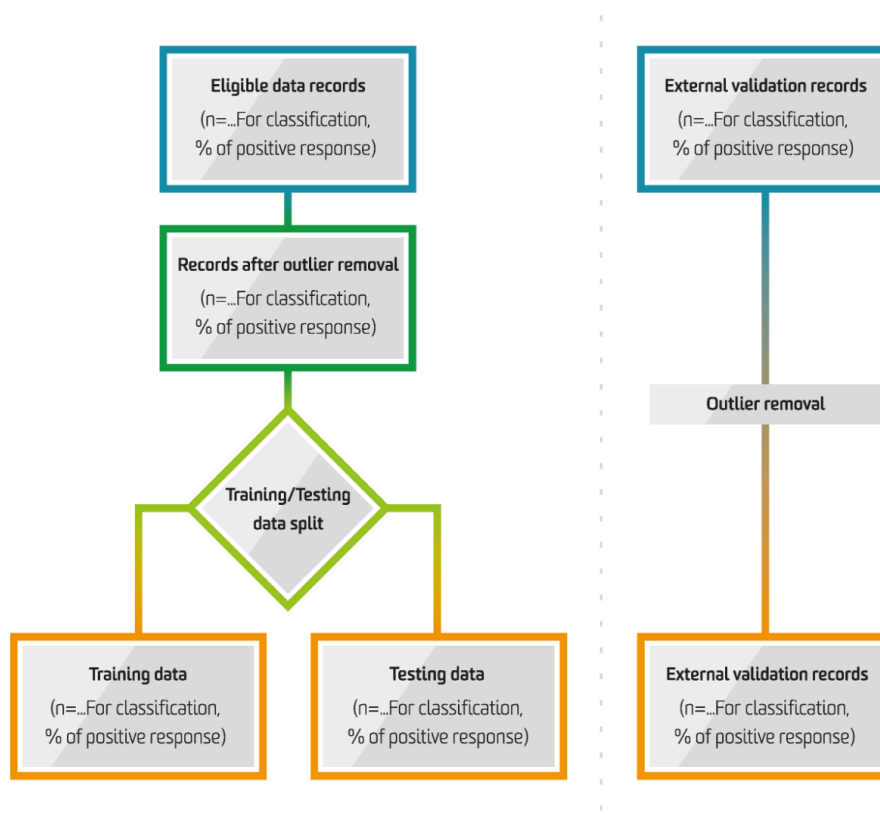 Eligible data records
(n=...For classification,
% of positive response)
Records after outlier removal
(n=...For classification,
% of positive response)
Training/Testing
data split
Training data
(n=...For classification,
% of positive response)
Testing data
(n=...For classification,
% of positive response)
External validation records
(n=...For classification,
% of positive response)
Outlier removal
External validation records
(n=...For classification,
% of positive response)